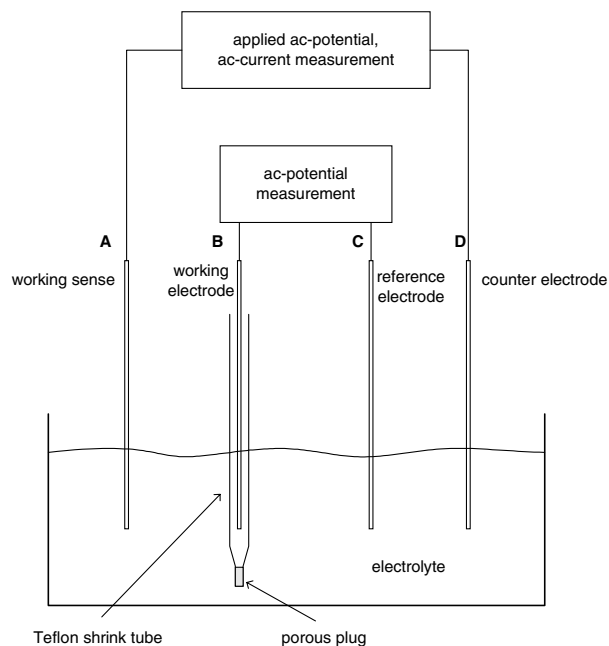 applied ac-potential,
ac-current measurement
ac-potential
measurement
A
B
C
D
working sense
working
electrode
reference
electrode
counter electrode
electrolyte
Teflon shrink tube
porous plug